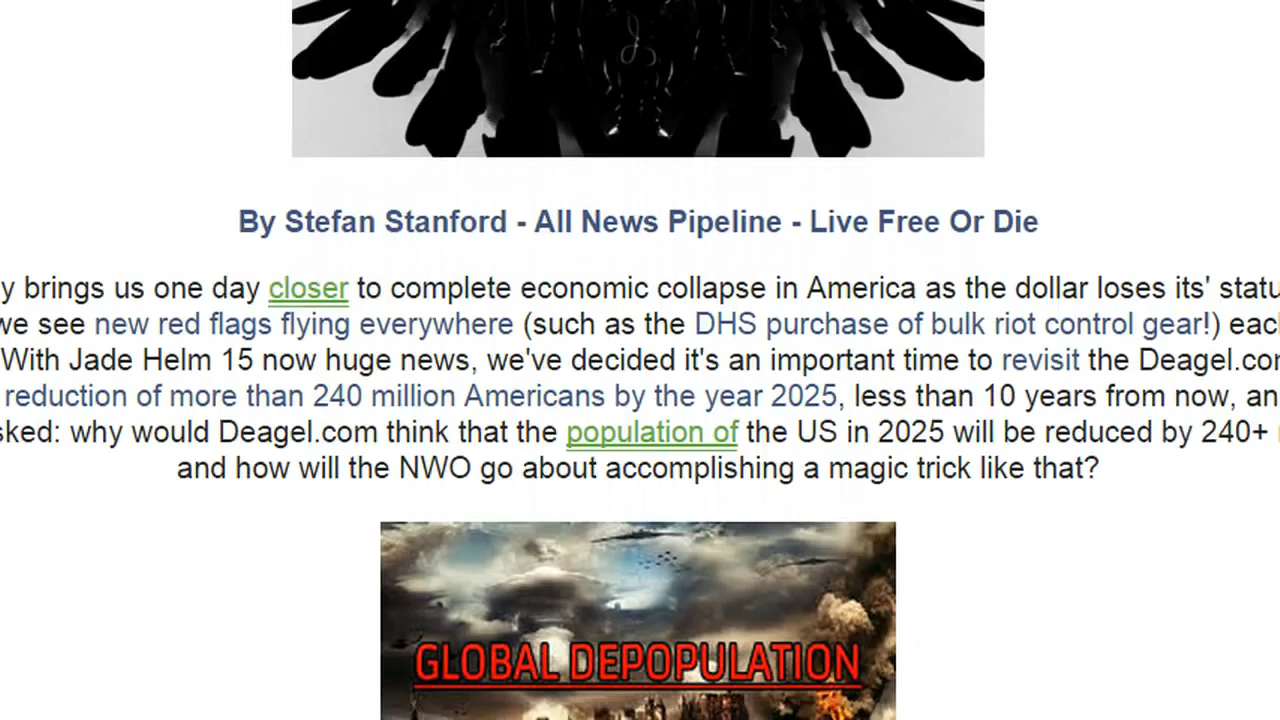 By Stefan Stanford - All News Pipeline - Live Free Or Die
y brings us one day closer to complete economic collapse in America as the dollar loses its' statu
we see new red flags flying everywhere (such as the DHS purchase of bulk riot control gear!) eac
With Jade Helm 15 now huge news, we've decided it's an important time to revisit the Deagel.co
reduction of more than 240 million Americans by the year 2025, less than 10 years from now, an
sked: why would Deagel.com think that the population of the US in 2025 will be reduced by 240+
and how will the NWO go about accomplishing a magic trick like that?
GLOBAL DEPOPULATION